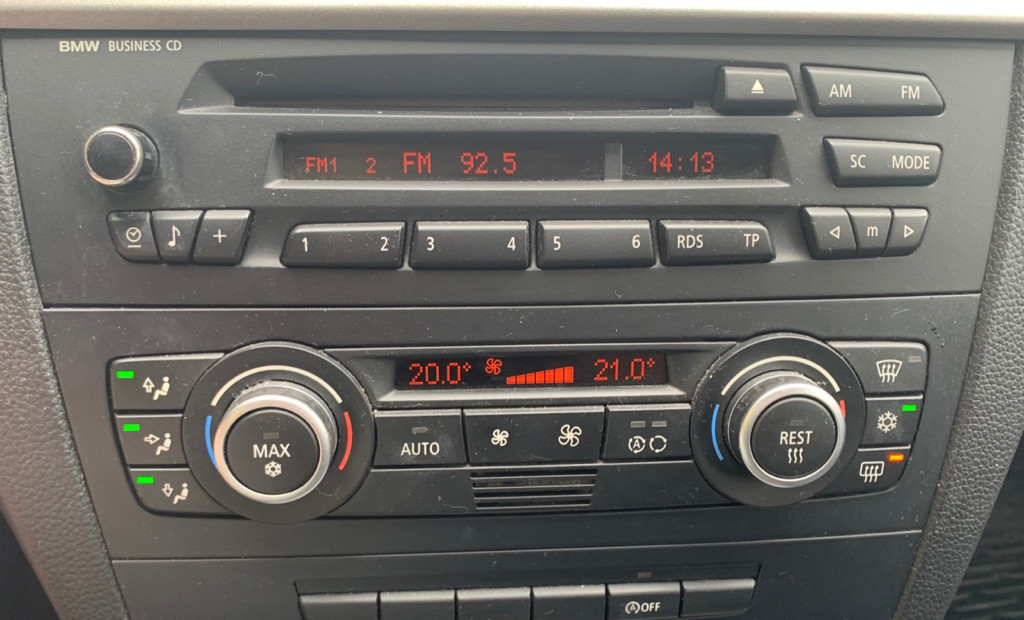 BMW BUSINESS CD
AM FM
FM1 2 FM 92.5 14:13
SC MODE
+ 1 2 3 4 5 6 RDS TP m
20.0° 21.0°
MAX AUTO A REST
A OFF